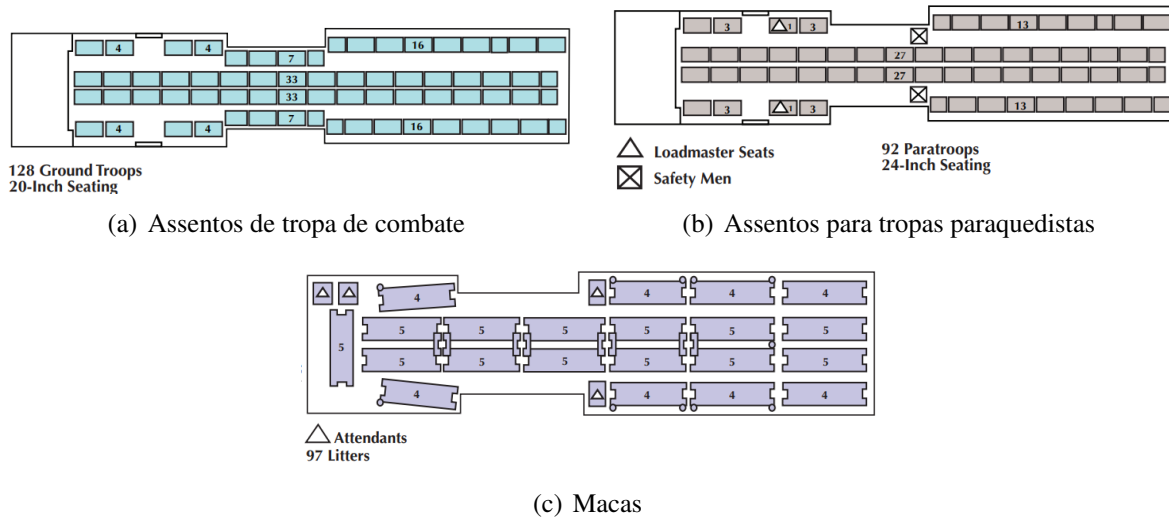 4 4 7 16
33
33
4 4 7 16
128 Ground Troops
20-Inch Seating
(a) Assentos de tropa de combate
3 1 3 13
27
27
3 1 3 13
Loadmaster Seats
Safety Men
92 Paratroops
24-Inch Seating
(b) Assentos para tropas paraquedistas
4 4 4 4
5 5 5 5 5 5
5
5 5 5 5 5 5
4 4 4 4
Attendants
97 Litters
(c) Macas